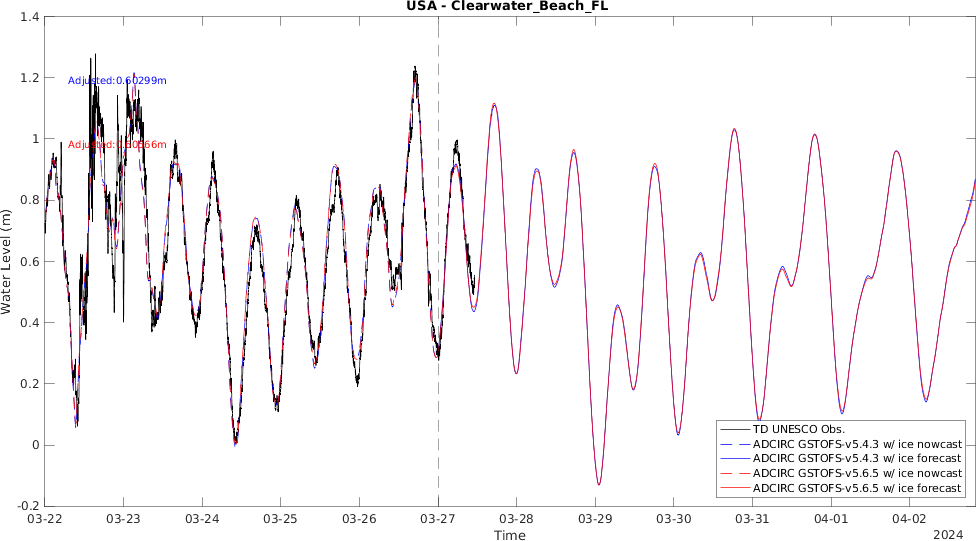 USA - Clearwater_Beach_FL
1.4
1.2
1
0.8
0.6
0.4
0.2
0
-0.2
Water Level (m)
Adjusted:0.60299m
TD UNESCO Obs.
ADCIRC GSTOFS-v5.4.3 w/ ice nowcast
ADCIRC GSTOFS-v5.4.3 w/ ice forecast
ADCIRC GSTOFS-v5.6.5 w/ ice nowcast
ADCIRC GSTOFS-v5.6.5 w/ ice forecast
03-22 03-23 03-24 03-25 03-26 03-27 03-28 03-29 03-30 03-31 04-01 04-02
Time
2024